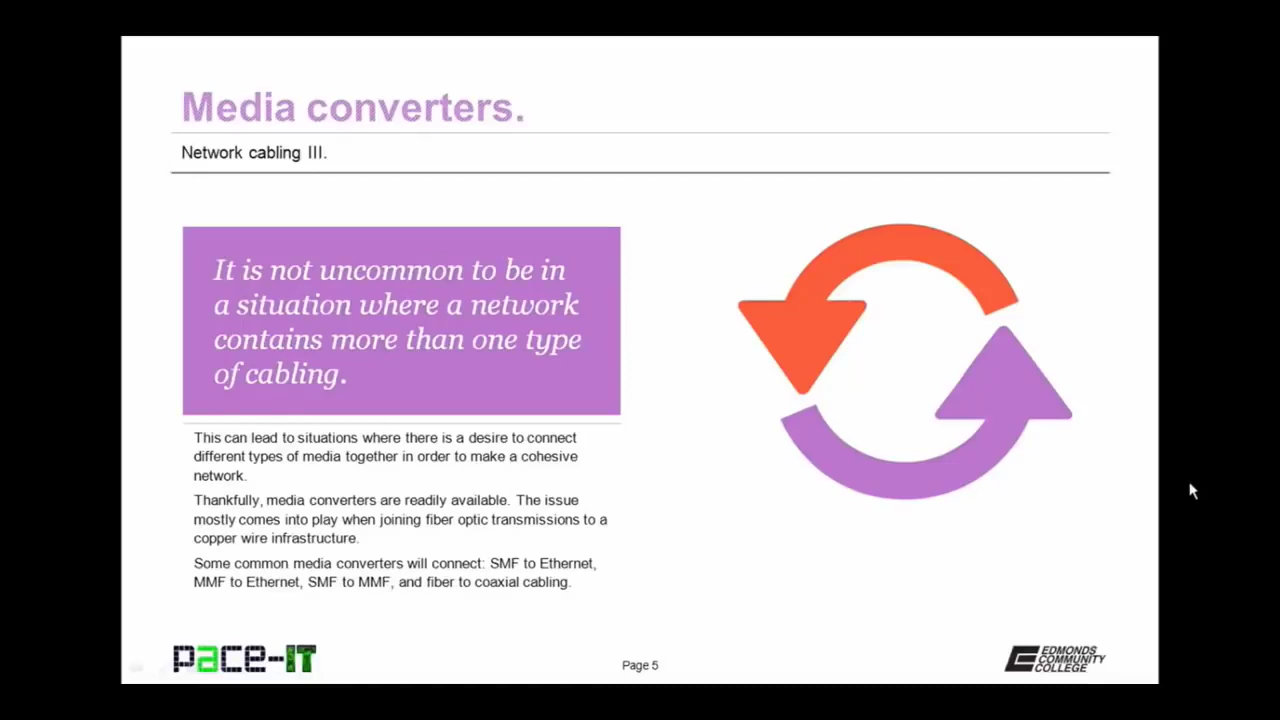 Media converters.
Network cabling III.
It is not uncommon to be in
a situation where a network
contains more than one type
of cabling.
This can lead to situations where there is a desire to connect
different types of media together in order to make a cohesive
network.
Thankfully, media converters are readily available. The issue
mostly comes into play when joining fiber optic transmissions to a
copper wire infrastructure.
Some common media converters will connect: SMF to Ethernet,
MMF to Ethernet, SMF to MMF, and fiber to coaxial cabling.
pace-IT
Page 5
EDMONDS
COMMUNITY
COLLEGE